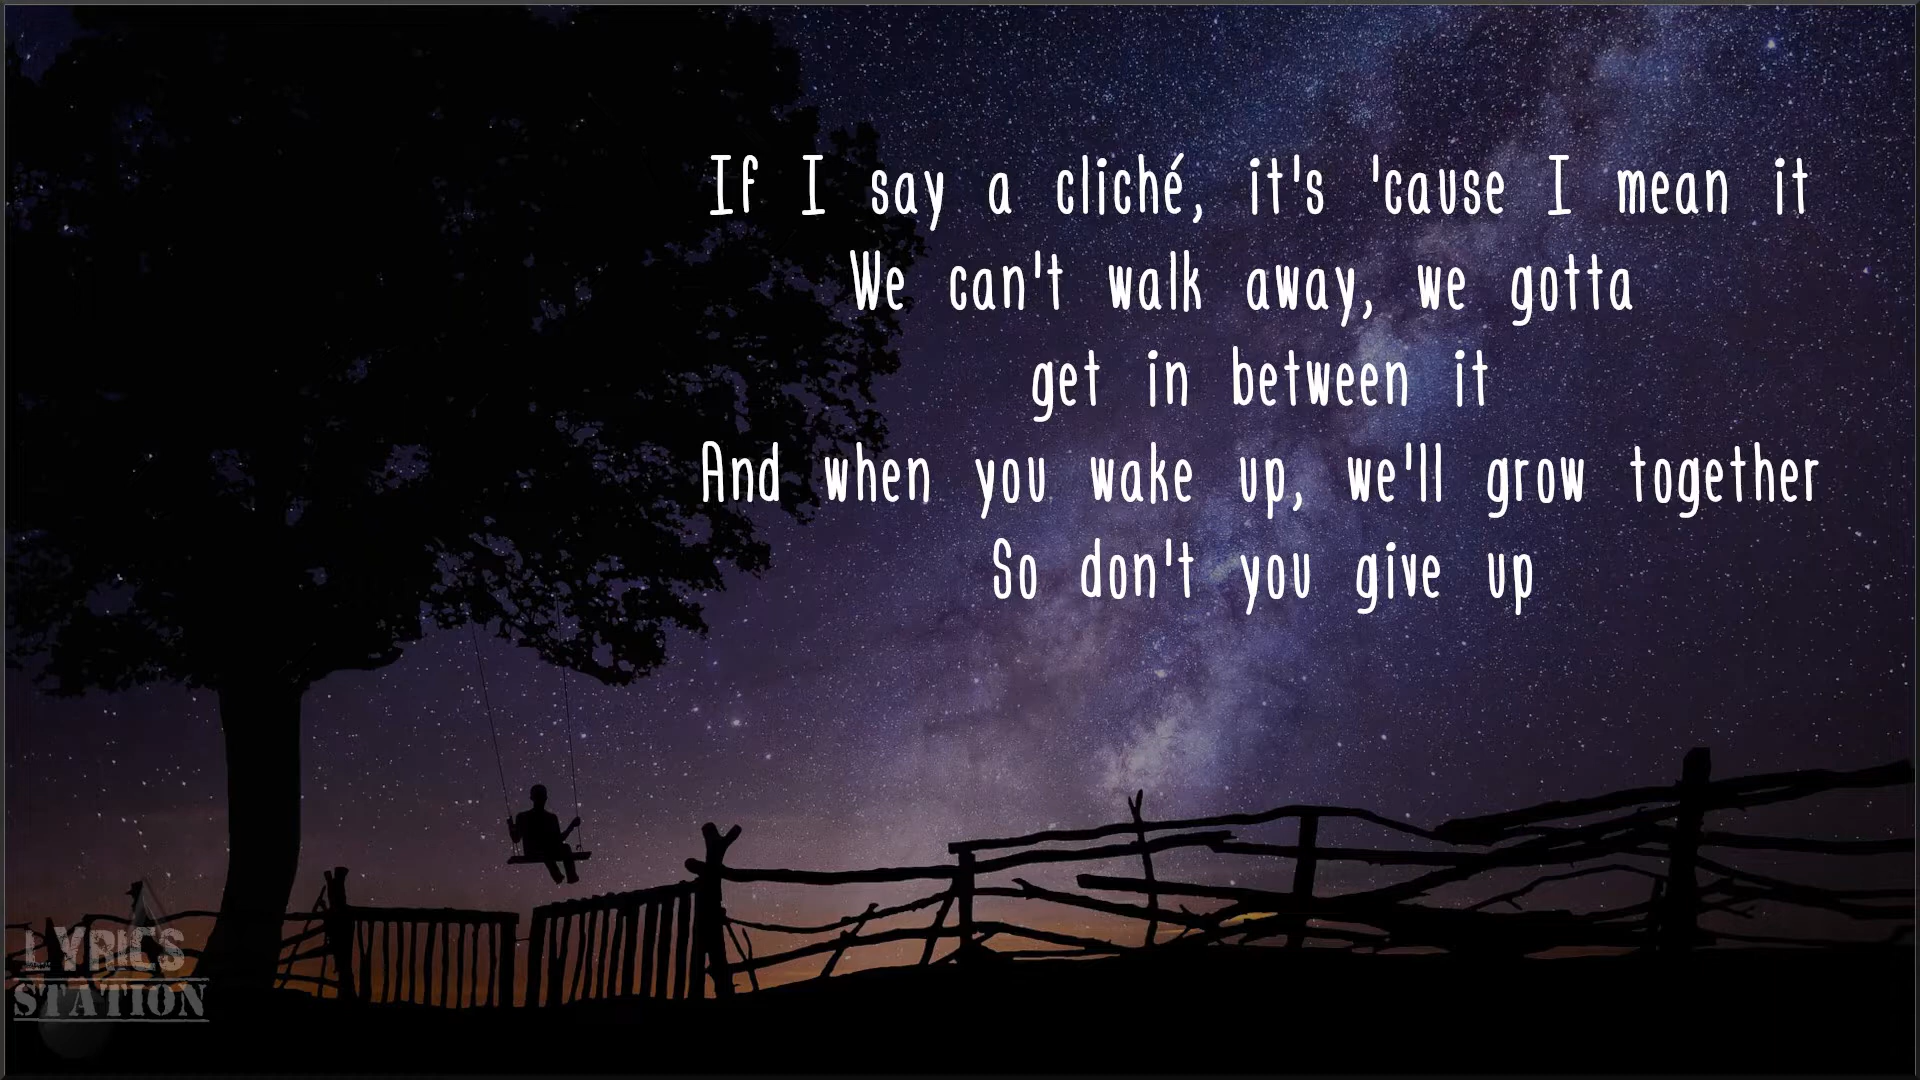 If I say a cliché, it's 'cause I mean it
We can't walk away, we gotta
get in between it
And when you wake up, we'll grow together
So don't you give up
LYRICS
STATION